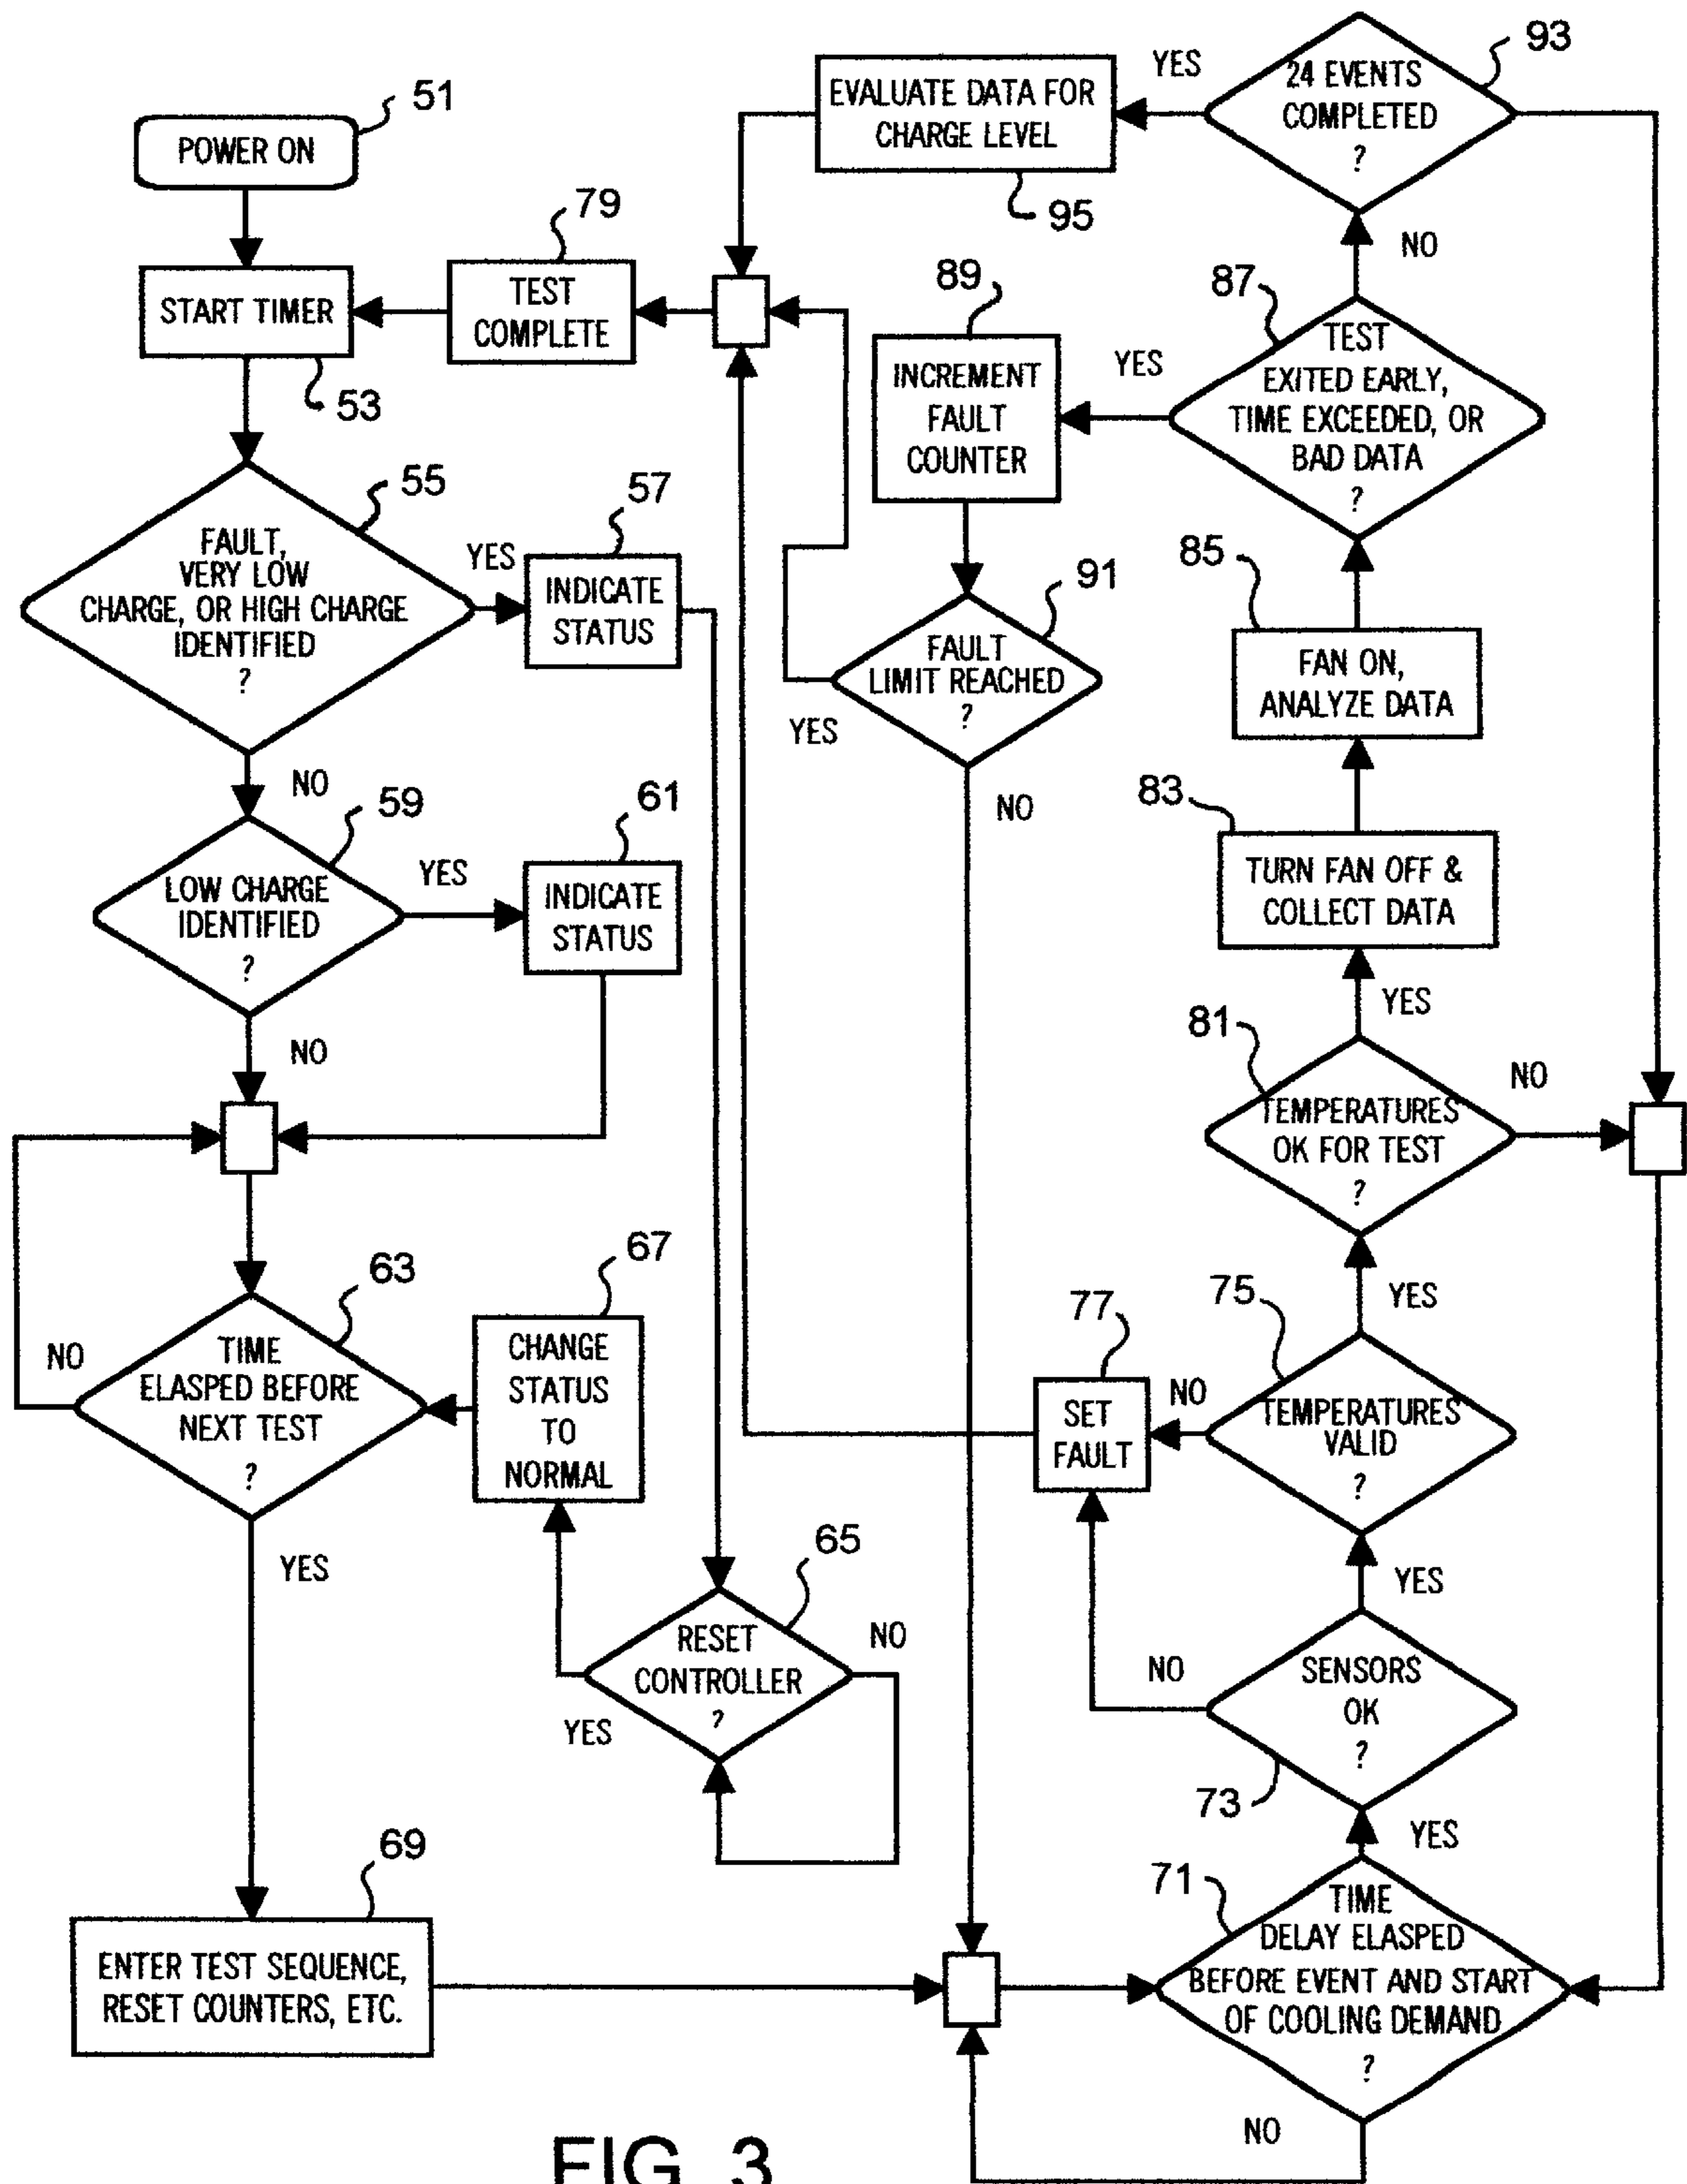 51
POWER ON
START TIMER
53
79
TEST
COMPLETE
55
FAULT,
VERY LOW
CHARGE, OR HIGH CHARGE
IDENTIFIED
?
YES
57
INDICATE
STATUS
NO
59
LOW CHARGE
IDENTIFIED
?
YES
61
INDICATE
STATUS
NO
63
TIME
ELASPED BEFORE
NEXT TEST
?
NO
YES
67
CHANGE
STATUS
TO
NORMAL
65
RESET
CONTROLLER
?
NO
YES
69
ENTER TEST SEQUENCE,
RESET COUNTERS, ETC.
93
24 EVENTS
COMPLETED
?
YES
EVALUATE DATA FOR
CHARGE LEVEL
95
NO
87
TEST
EXITED EARLY,
TIME EXCEEDED, OR
BAD DATA
?
YES
89
INCREMENT
FAULT
COUNTER
91
FAULT
LIMIT REACHED
?
YES
NO
85
FAN ON,
ANALYZE DATA
83
TURN FAN OFF &
COLLECT DATA
YES
81
TEMPERATURES
OK FOR TEST
?
NO
YES
75
TEMPERATURES
VALID
?
NO
77
SET
FAULT
YES
SENSORS
OK
?
NO
73
YES
71
TIME
DELAY ELASPED
BEFORE EVENT AND START
OF COOLING DEMAND
?
NO
FIG. 3